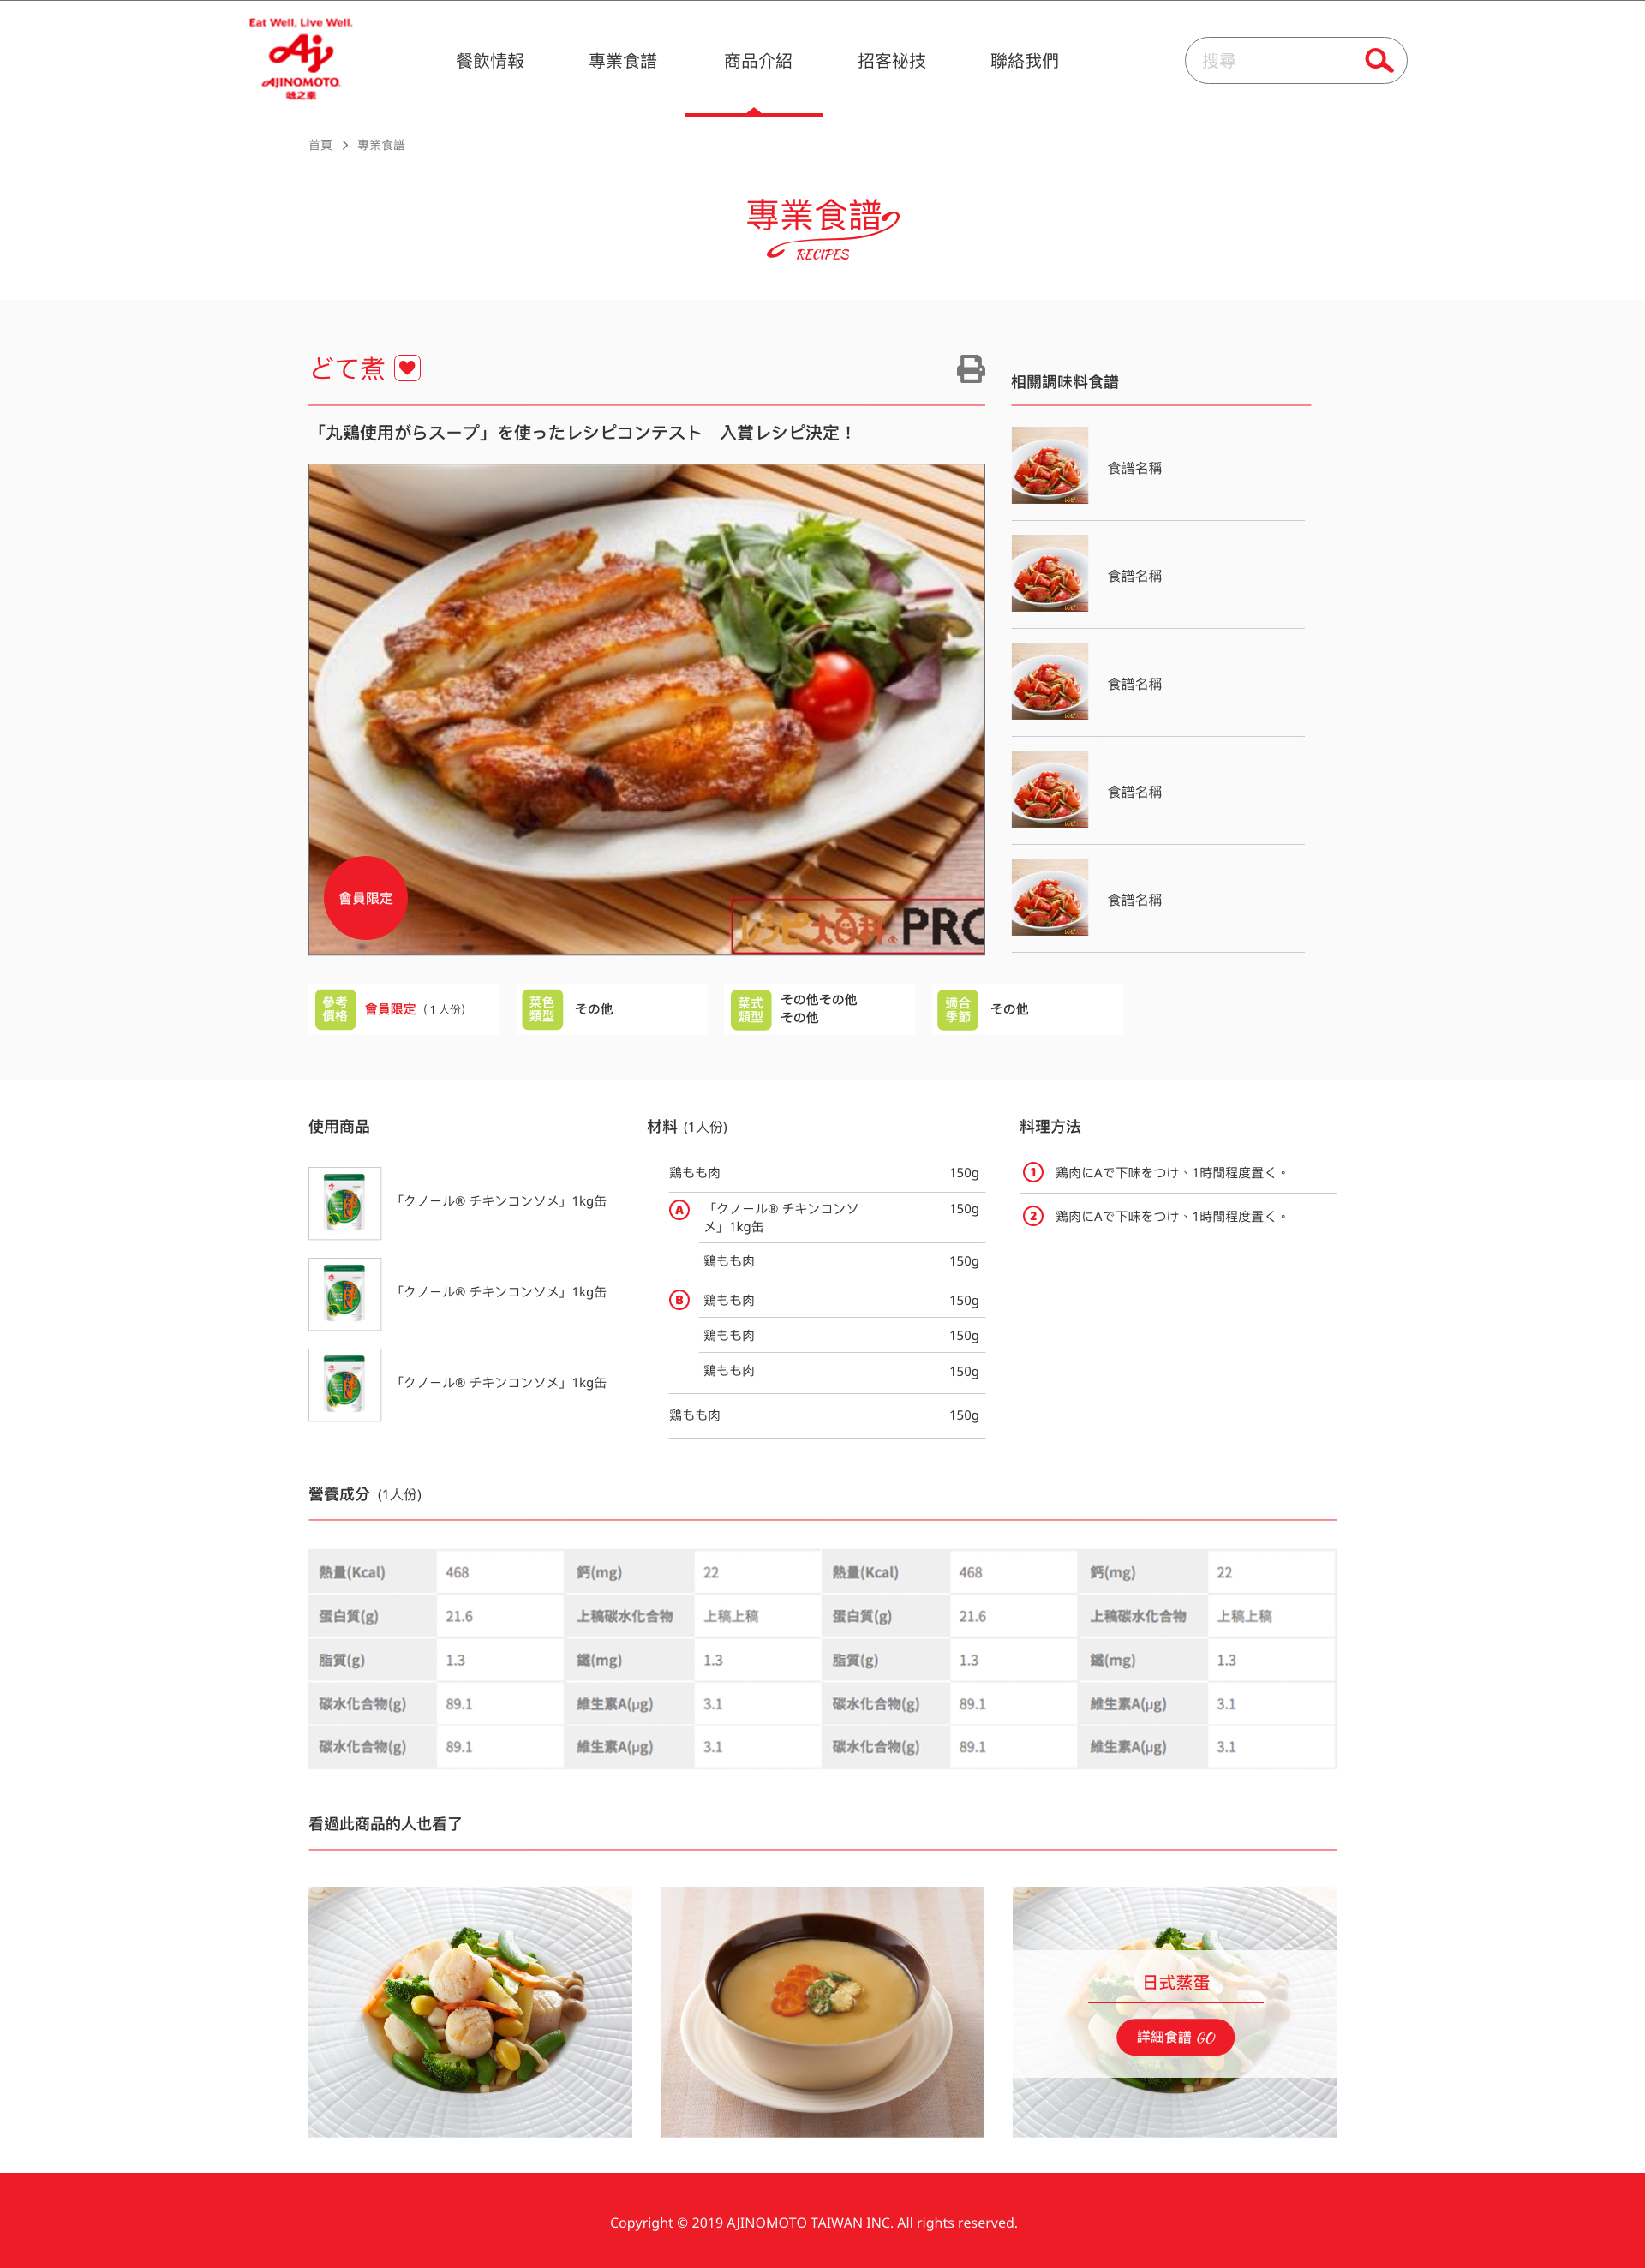 Eat Well, Live Well.
AJINOMOTO
味之素
餐飲情報
專業食譜
商品介紹
招客祕技
聯絡我們
搜尋
首頁 > 專業食譜
專業食譜
RECIPES
どて煮
「丸鶏使用がらスープ」を使ったレシピコンテスト 入賞レシピ決定！
會員限定
レシピ大百科 PRO
相關調味料食譜
食譜名稱
食譜名稱
食譜名稱
食譜名稱
食譜名稱
參考
價格
會員限定（1 人份）
菜色
類型
その他
菜式
類型
その他その他
その他
適合
季節
その他
使用商品
「クノール® チキンコンソメ」1kg缶
「クノール® チキンコンソメ」1kg缶
「クノール® チキンコンソメ」1kg缶
材料 (1人份)
鶏もも肉 150g
A 「クノール® チキンコンソ 150g
メ」1kg缶
鶏もも肉 150g
B 鶏もも肉 150g
鶏もも肉 150g
鶏もも肉 150g
鶏もも肉 150g
料理方法
1 鶏肉にAで下味をつけ、1時間程度置く。
2 鶏肉にAで下味をつけ、1時間程度置く。
營養成分 (1人份)
熱量(Kcal) 468 鈣(mg) 22 熱量(Kcal) 468 鈣(mg) 22
蛋白質(g) 21.6 上稿碳水化合物 上稿上稿 蛋白質(g) 21.6 上稿碳水化合物 上稿上稿
脂質(g) 1.3 鐵(mg) 1.3 脂質(g) 1.3 鐵(mg) 1.3
碳水化合物(g) 89.1 維生素A(μg) 3.1 碳水化合物(g) 89.1 維生素A(μg) 3.1
碳水化合物(g) 89.1 維生素A(μg) 3.1 碳水化合物(g) 89.1 維生素A(μg) 3.1
看過此商品的人也看了
日式蒸蛋
詳細食譜 GO
Copyright © 2019 AJINOMOTO TAIWAN INC. All rights reserved.